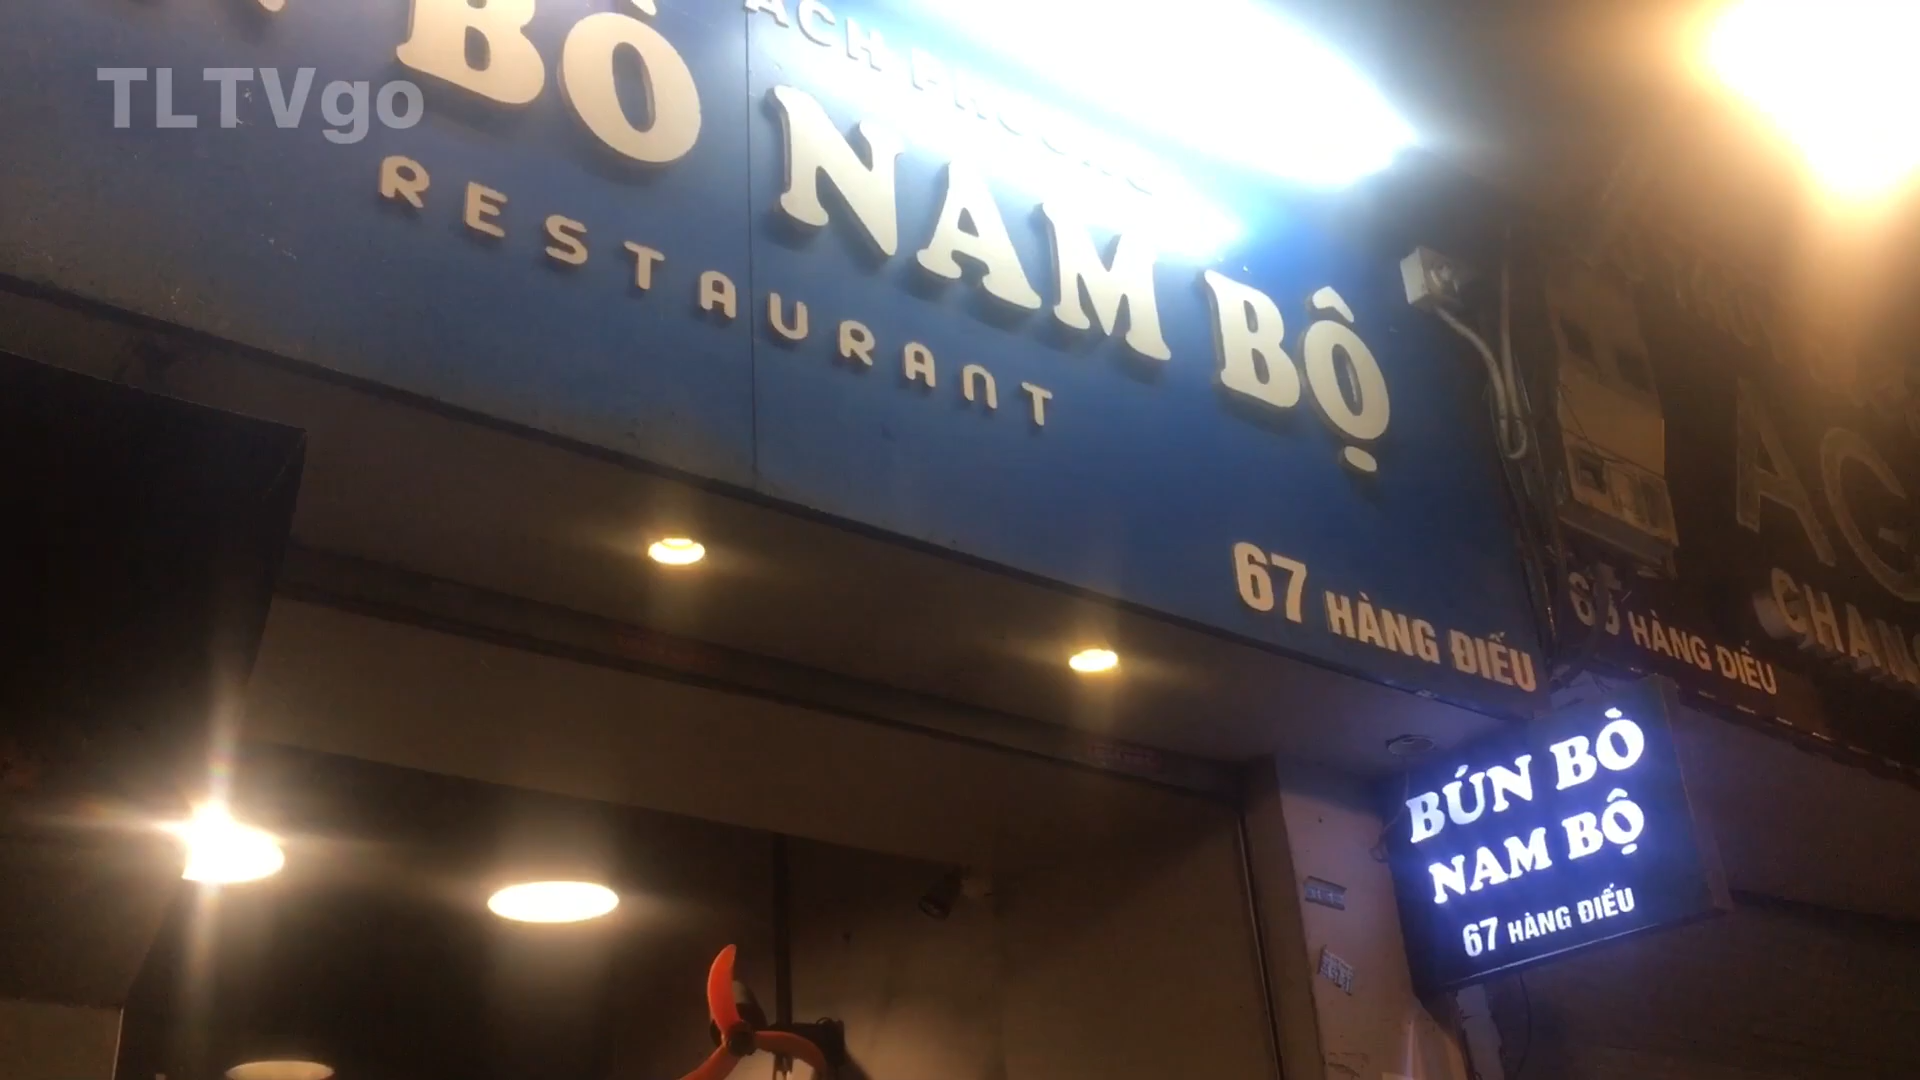 TLTVgo
BÒ NAM BỘ
RESTAURANT
67 HÀNG ĐIẾU
HÀNG ĐIẾU
BÚN BÒ
NAM BỘ
67 HÀNG ĐIẾU